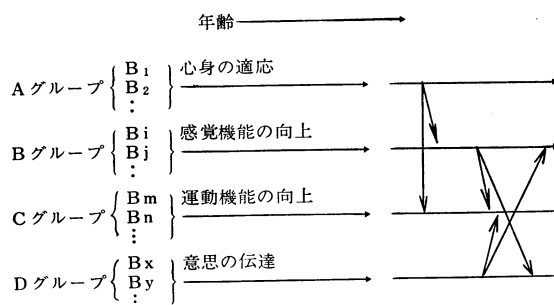 年齢
Aグループ { B1 B2 ⋮ } 心身の適応
Bグループ { Bi Bj ⋮ } 感覚機能の向上
Cグループ { Bm Bn ⋮ } 運動機能の向上
Dグループ { Bx By ⋮ } 意思の伝達